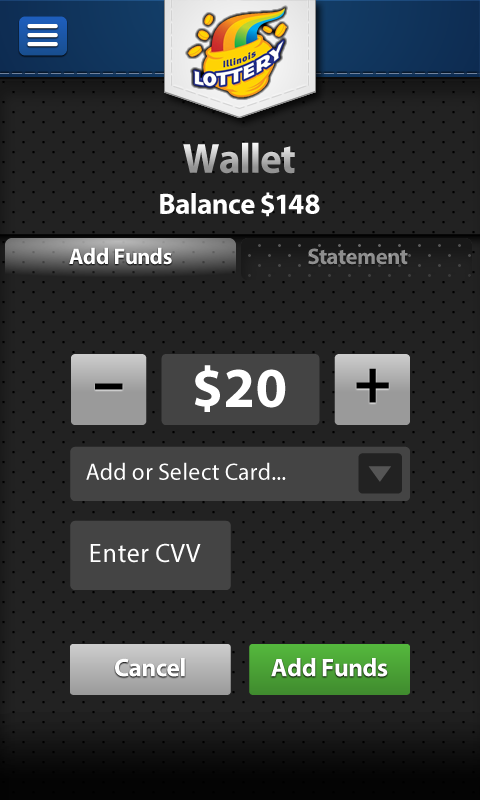 Illinois
LOTTERY
Wallet
Balance $148
Add Funds
Statement
− $20 +
Add or Select Card...
Enter CVV
Cancel
Add Funds